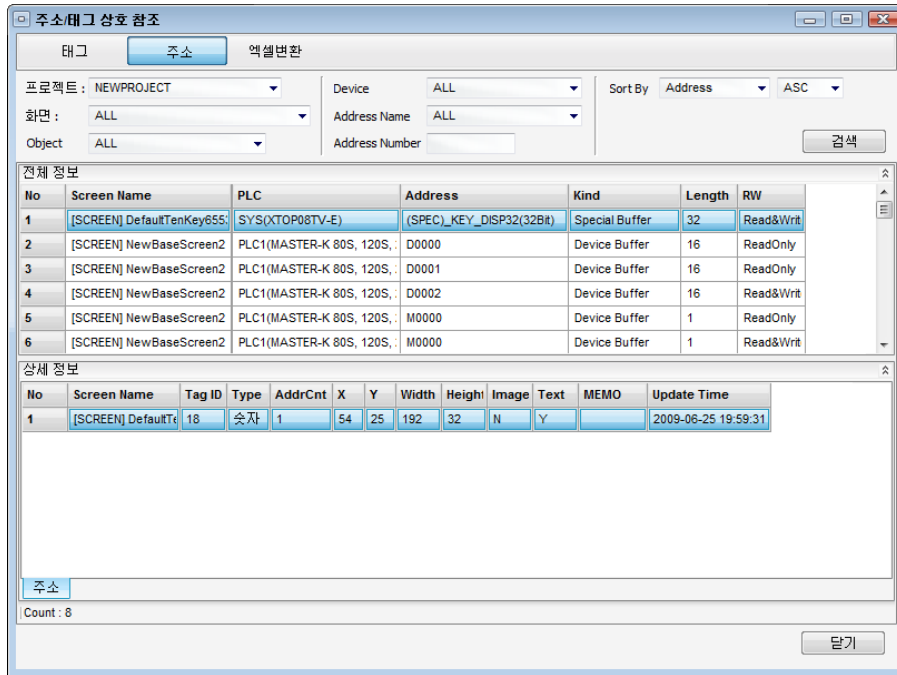 주소/태그 상호 참조
태그 주소 엑셀변환
프로젝트 : NEWPROJECT Device ALL Sort By Address ASC
화면 : ALL Address Name ALL
Object ALL Address Number 검색
전체 정보
No Screen Name PLC Address Kind Length RW
1 [SCREEN] DefaultTenKey655 SYS(XTOP08TV-E) (SPEC)_KEY_DISP32(32Bit) Special Buffer 32 Read&Writ
2 [SCREEN] NewBaseScreen2 PLC1(MASTER-K 80S, 120S, D0000 Device Buffer 16 ReadOnly
3 [SCREEN] NewBaseScreen2 PLC1(MASTER-K 80S, 120S, D0001 Device Buffer 16 ReadOnly
4 [SCREEN] NewBaseScreen2 PLC1(MASTER-K 80S, 120S, D0002 Device Buffer 16 Read&Writ
5 [SCREEN] NewBaseScreen2 PLC1(MASTER-K 80S, 120S, M0000 Device Buffer 1 ReadOnly
6 [SCREEN] NewBaseScreen2 PLC1(MASTER-K 80S, 120S, M0000 Device Buffer 1 Read&Writ
상세 정보
No Screen Name Tag ID Type AddrCnt X Y Width Height Image Text MEMO Update Time
1 [SCREEN] DefaultTe 18 숫자 1 54 25 192 32 N Y 2009-06-25 19:59:31
주소
Count : 8
닫기